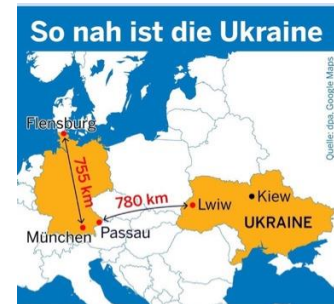 So nah ist die Ukraine
Quelle: dpa, Google Maps
Flensburg
755 km
780 km
Lwiw
Kiew
UKRAINE
München
Passau